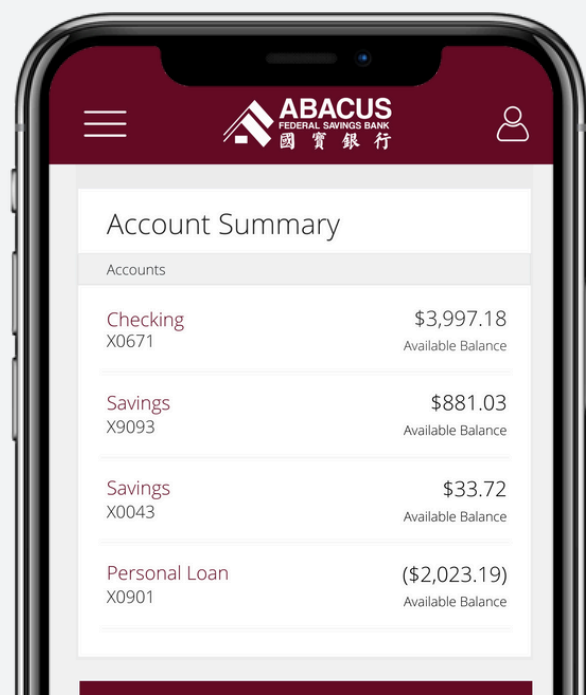 ABACUS
FEDERAL SAVINGS BANK
國寶銀行
Account Summary
Accounts
Checking
$3,997.18
X0671
Available Balance
Savings
$881.03
X9093
Available Balance
Savings
$33.72
X0043
Available Balance
Personal Loan
($2,023.19)
X0901
Available Balance